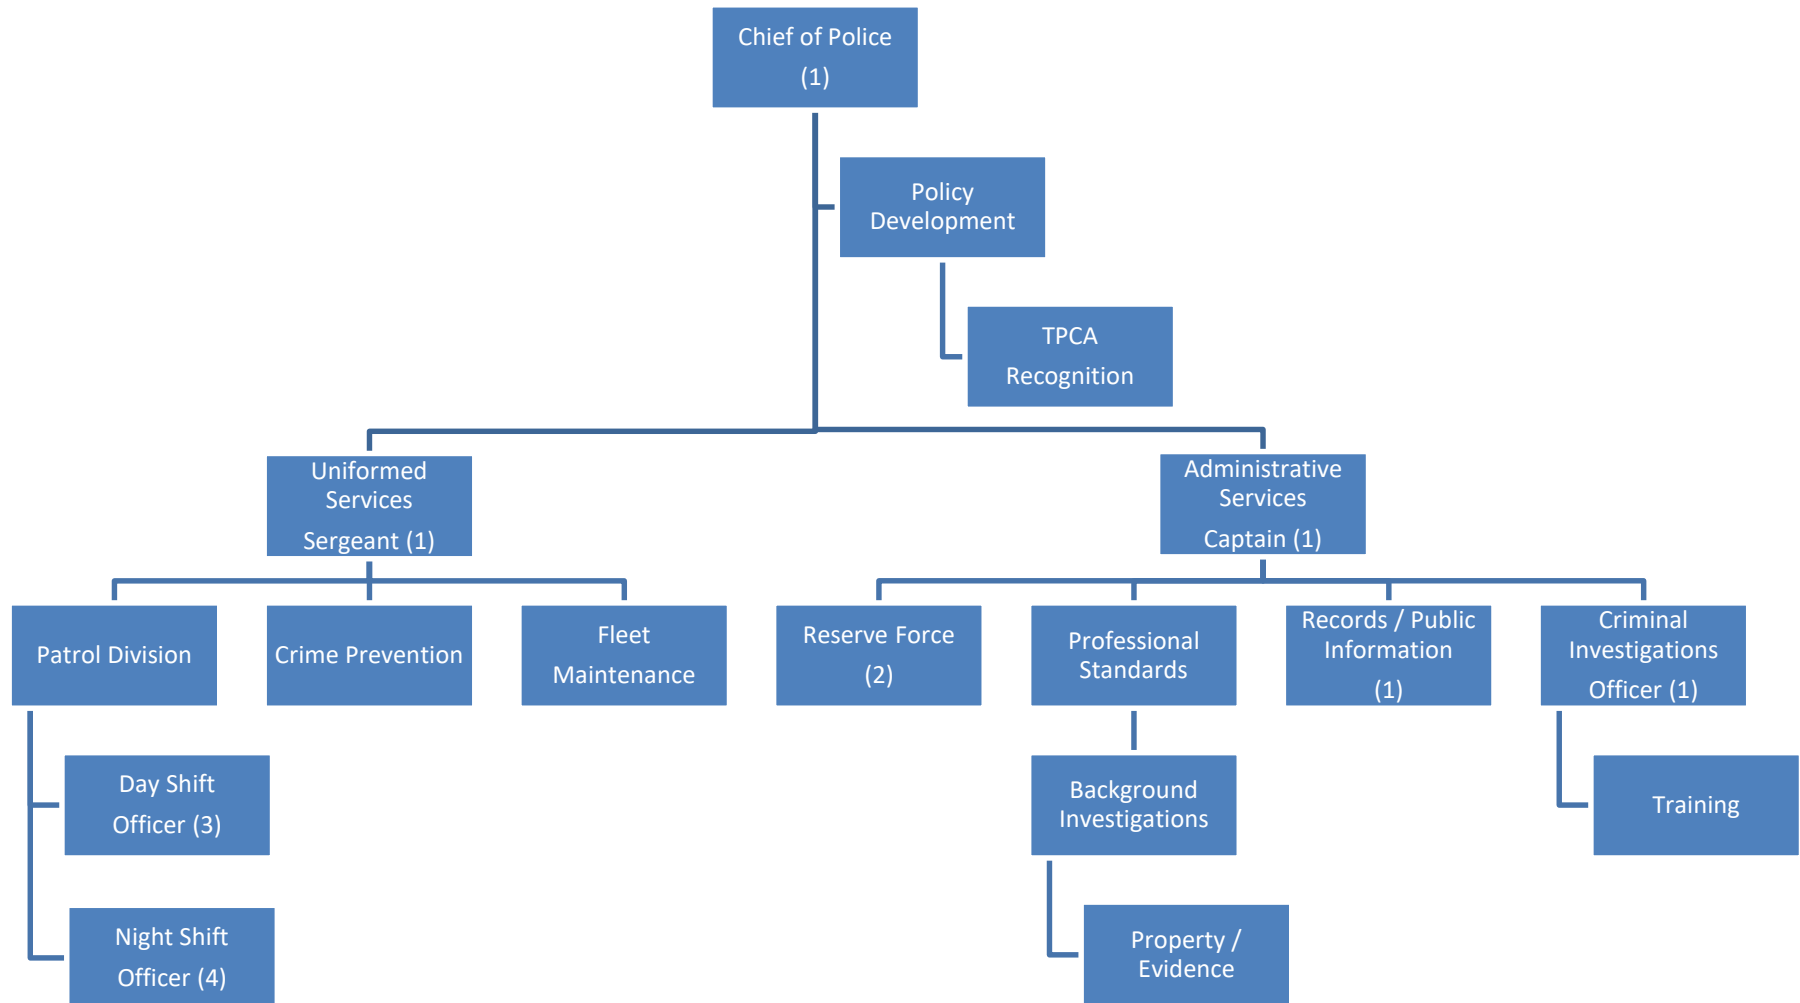 Chief of Police
(1)
Policy
Development
TPCA
Recognition
Uniformed
Services
Sergeant (1)
Administrative
Services
Captain (1)
Patrol Division
Crime Prevention
Fleet
Maintenance
Reserve Force
(2)
Professional
Standards
Records / Public
Information
(1)
Criminal
Investigations
Officer (1)
Day Shift
Officer (3)
Background
Investigations
Training
Night Shift
Officer (4)
Property /
Evidence